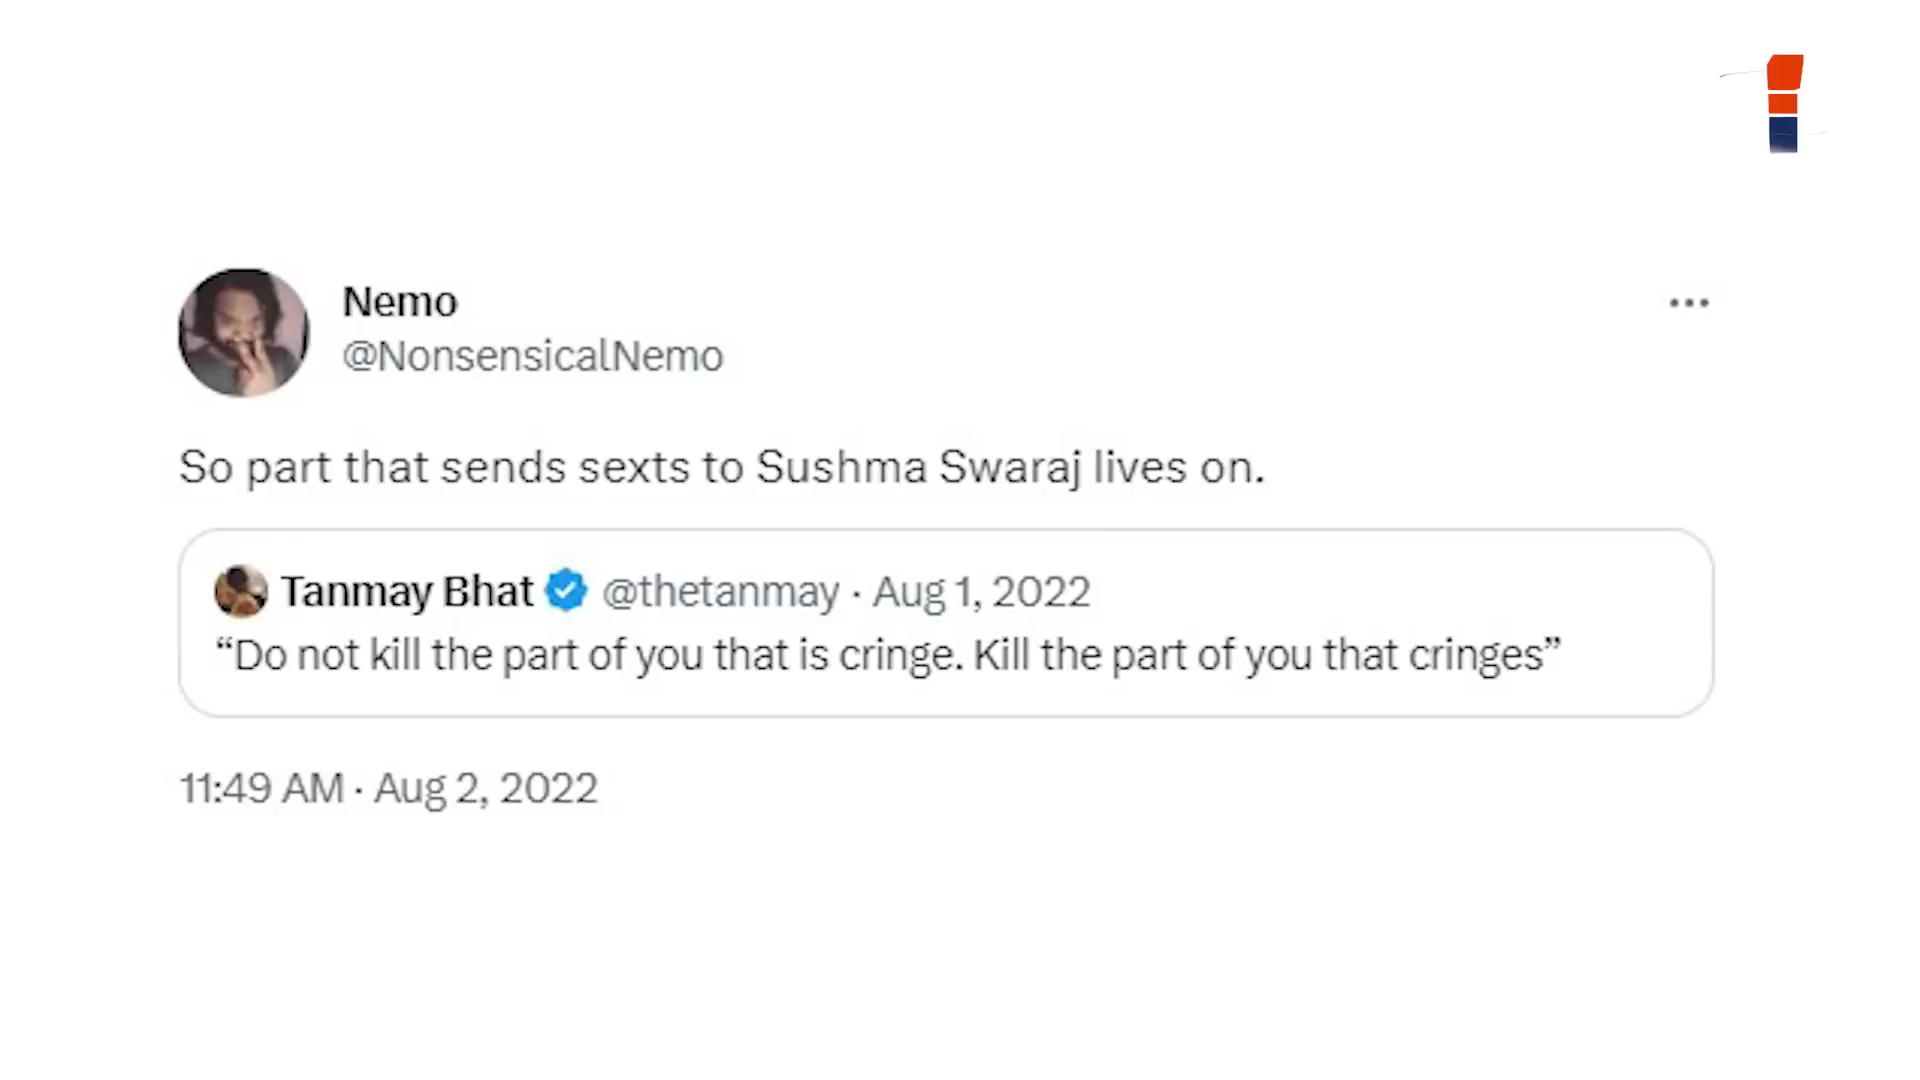 Nemo
@NonsensicalNemo
So part that sends sexts to Sushma Swaraj lives on.
Tanmay Bhat @thetanmay · Aug 1, 2022
“Do not kill the part of you that is cringe. Kill the part of you that cringes”
11:49 AM · Aug 2, 2022